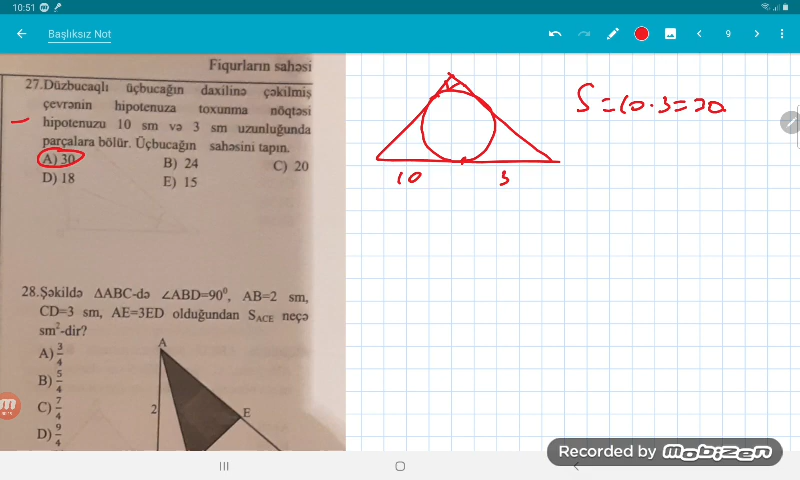 10:51
Başlıksız Not
9
Fiqurların sahəsi
27.Düzbucaqlı üçbucağın daxilinə çəkilmiş
çevrənin hipotenuza toxunma nöqtəsi
hipotenuzu 10 sm və 3 sm uzunluğunda
parçalara bölür. Üçbucağın sahəsini tapın.
A) 30 B) 24 C) 20
D) 18 E) 15
28.Şəkildə ΔABC-də ∠ABD=90⁰, AB=2 sm,
CD=3 sm, AE=3ED olduğundan S_ACE neçə
sm²-dir?
A) 3/4
B) 5/4
C) 7/4
D) 9/4
A
2
E
S=10·3=30
10 3
Recorded by
mobizen